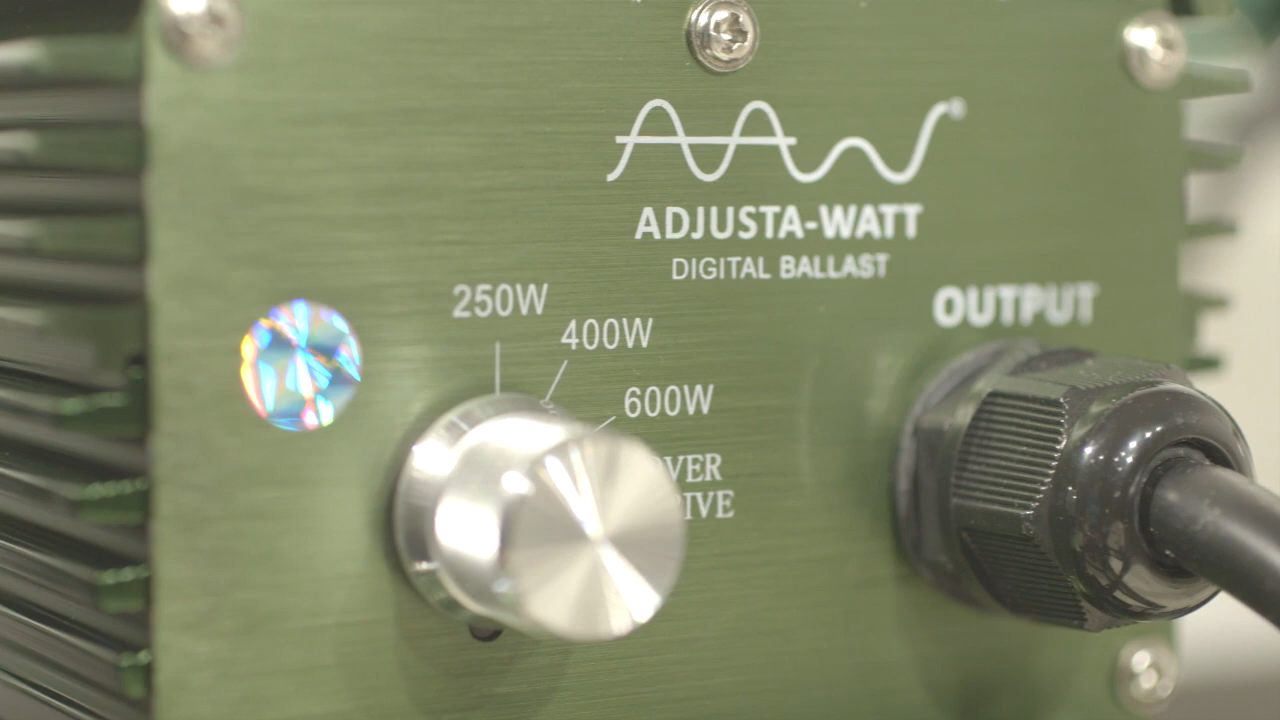 ADJUSTA-WATT
DIGITAL BALLAST
250W
400W
600W
OUTPUT